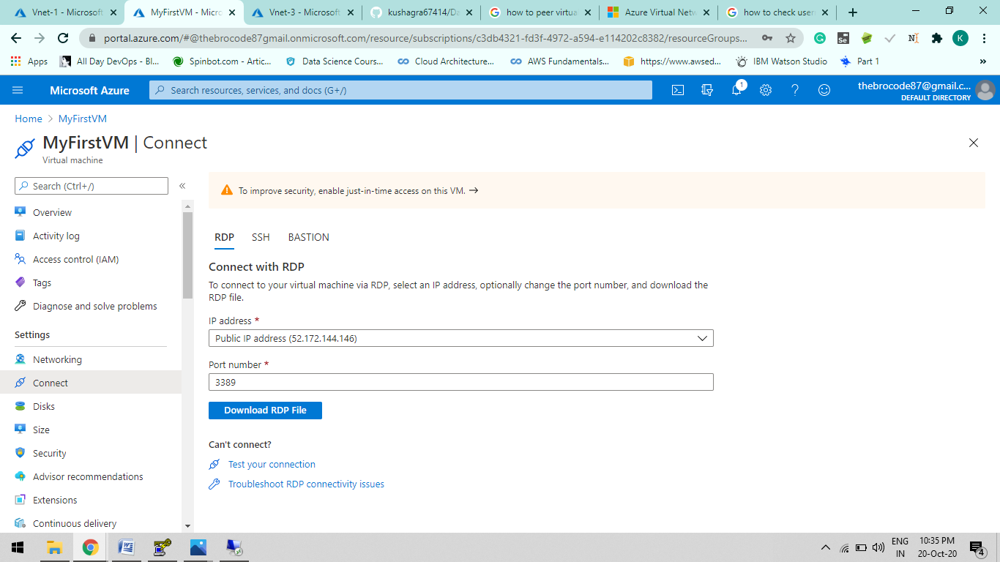 Vnet-1 - Microsoft
MyFirstVM - Micro
Vnet-3 - Microsoft
kushagra67414/Da
how to peer virtua
Azure Virtual Netw
how to check user
portal.azure.com/#@thebrocode87gmail.onmicrosoft.com/resource/subscriptions/c3db4321-fd3f-4972-a594-e114202c8382/resourceGroups...
Apps
All Day DevOps - Bl...
Spinbot.com - Artic...
Data Science Cours...
Cloud Architecture...
AWS Fundamentals...
https://www.awsed...
IBM Watson Studio
Part 1
»
Microsoft Azure
Search resources, services, and docs (G+/)
1
thebrocode87@gmail.c...
DEFAULT DIRECTORY
Home > MyFirstVM
MyFirstVM | Connect
Virtual machine
Search (Ctrl+/)
«
Overview
Activity log
Access control (IAM)
Tags
Diagnose and solve problems
Settings
Networking
Connect
Disks
Size
Security
Advisor recommendations
Extensions
Continuous delivery
To improve security, enable just-in-time access on this VM. →
RDP SSH BASTION
Connect with RDP
To connect to your virtual machine via RDP, select an IP address, optionally change the port number, and download the
RDP file.
IP address *
Public IP address (52.172.144.146)
Port number *
3389
Download RDP File
Can't connect?
Test your connection
Troubleshoot RDP connectivity issues
ENG
IN
10:35 PM
20-Oct-20
4